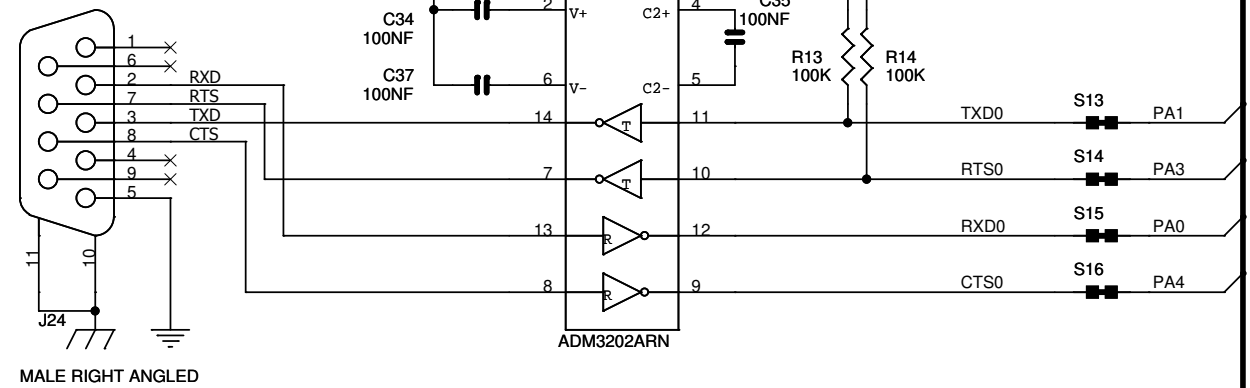 2
V+
C2+
4
C35
100NF
C34
100NF
1
6
2
RXD
7
RTS
3
TXD
8
CTS
4
9
5
C37
100NF
6
V-
C2-
5
R13
100K
R14
100K
14
T
11
TXD0
S13
PA1
7
T
10
RTS0
S14
PA3
13
R
12
RXD0
S15
PA0
8
R
9
CTS0
S16
PA4
11
10
J24
ADM3202ARN
MALE RIGHT ANGLED